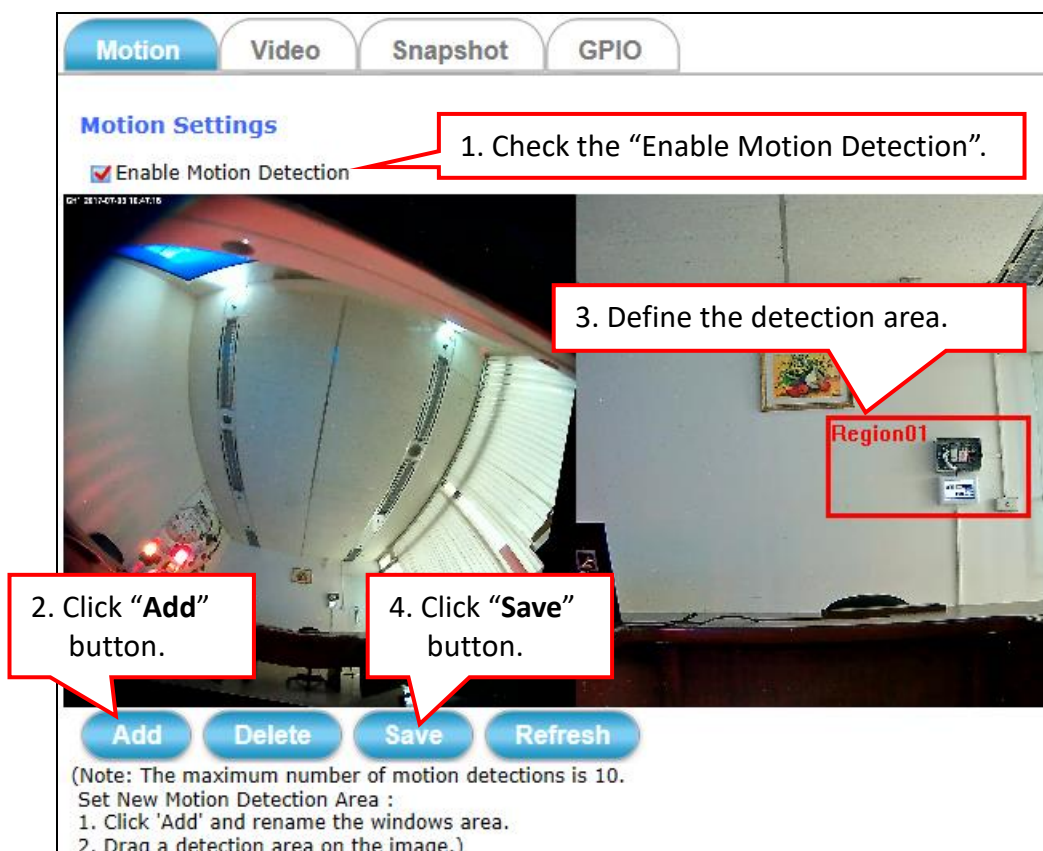 Motion
Video
Snapshot
GPIO
Motion Settings
1. Check the “Enable Motion Detection”.
Enable Motion Detection
3. Define the detection area.
Region01
2. Click “Add”
button.
4. Click “Save”
button.
Add
Delete
Save
Refresh
(Note: The maximum number of motion detections is 10.
Set New Motion Detection Area :
1. Click 'Add' and rename the windows area.
2. Drag a detection area on the image.)